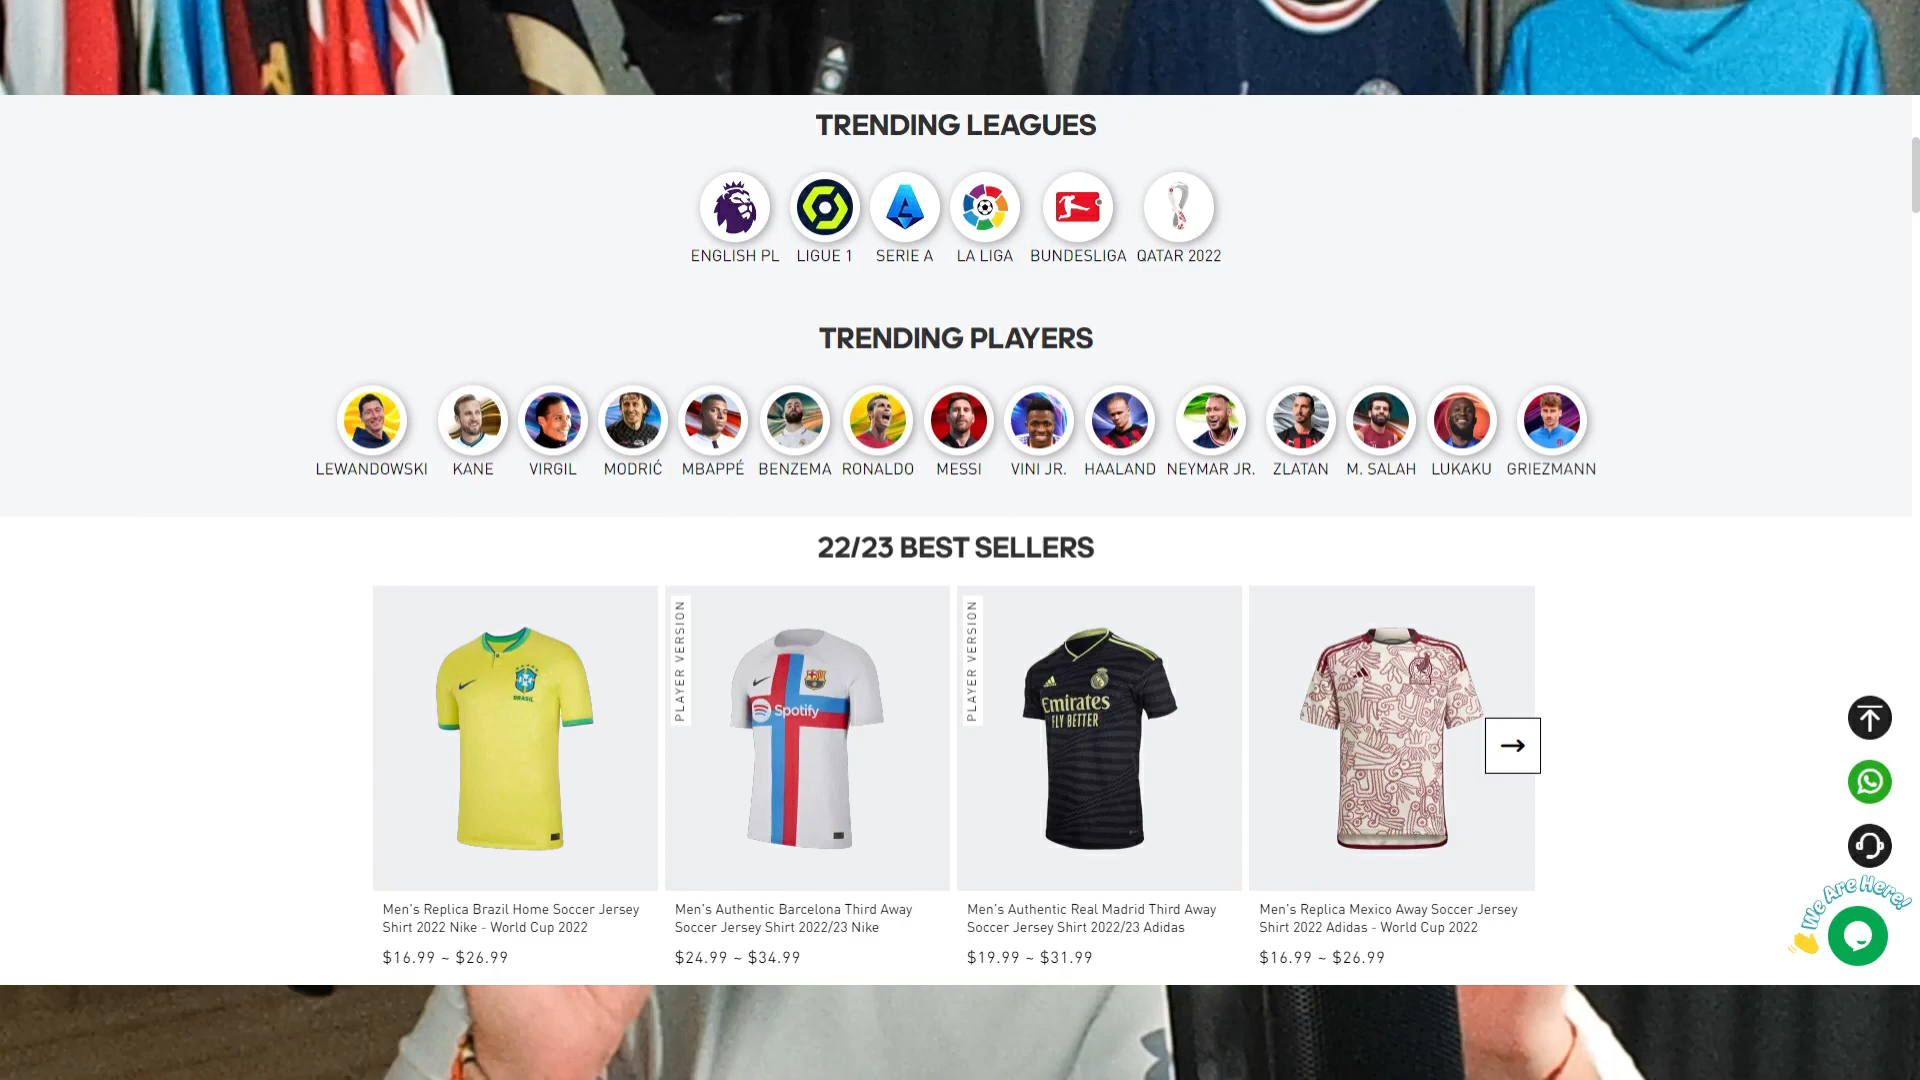 TRENDING LEAGUES
ENGLISH PL
LIGUE 1
SERIE A
LA LIGA
BUNDESLIGA
QATAR 2022
TRENDING PLAYERS
LEWANDOWSKI
KANE
VIRGIL
MODRIĆ
MBAPPÉ
BENZEMA
RONALDO
MESSI
VINI JR.
HAALAND
NEYMAR JR.
ZLATAN
M. SALAH
LUKAKU
GRIEZMANN
22/23 BEST SELLERS
BRASIL
Men's Replica Brazil Home Soccer Jersey
Shirt 2022 Nike - World Cup 2022
$16.99 ~ $26.99
PLAYER VERSION
Spotify
Men's Authentic Barcelona Third Away
Soccer Jersey Shirt 2022/23 Nike
$24.99 ~ $34.99
PLAYER VERSION
Emirates
FLY BETTER
Men's Authentic Real Madrid Third Away
Soccer Jersey Shirt 2022/23 Adidas
$19.99 ~ $31.99
Men's Replica Mexico Away Soccer Jersey
Shirt 2022 Adidas - World Cup 2022
$16.99 ~ $26.99
We Are Here!